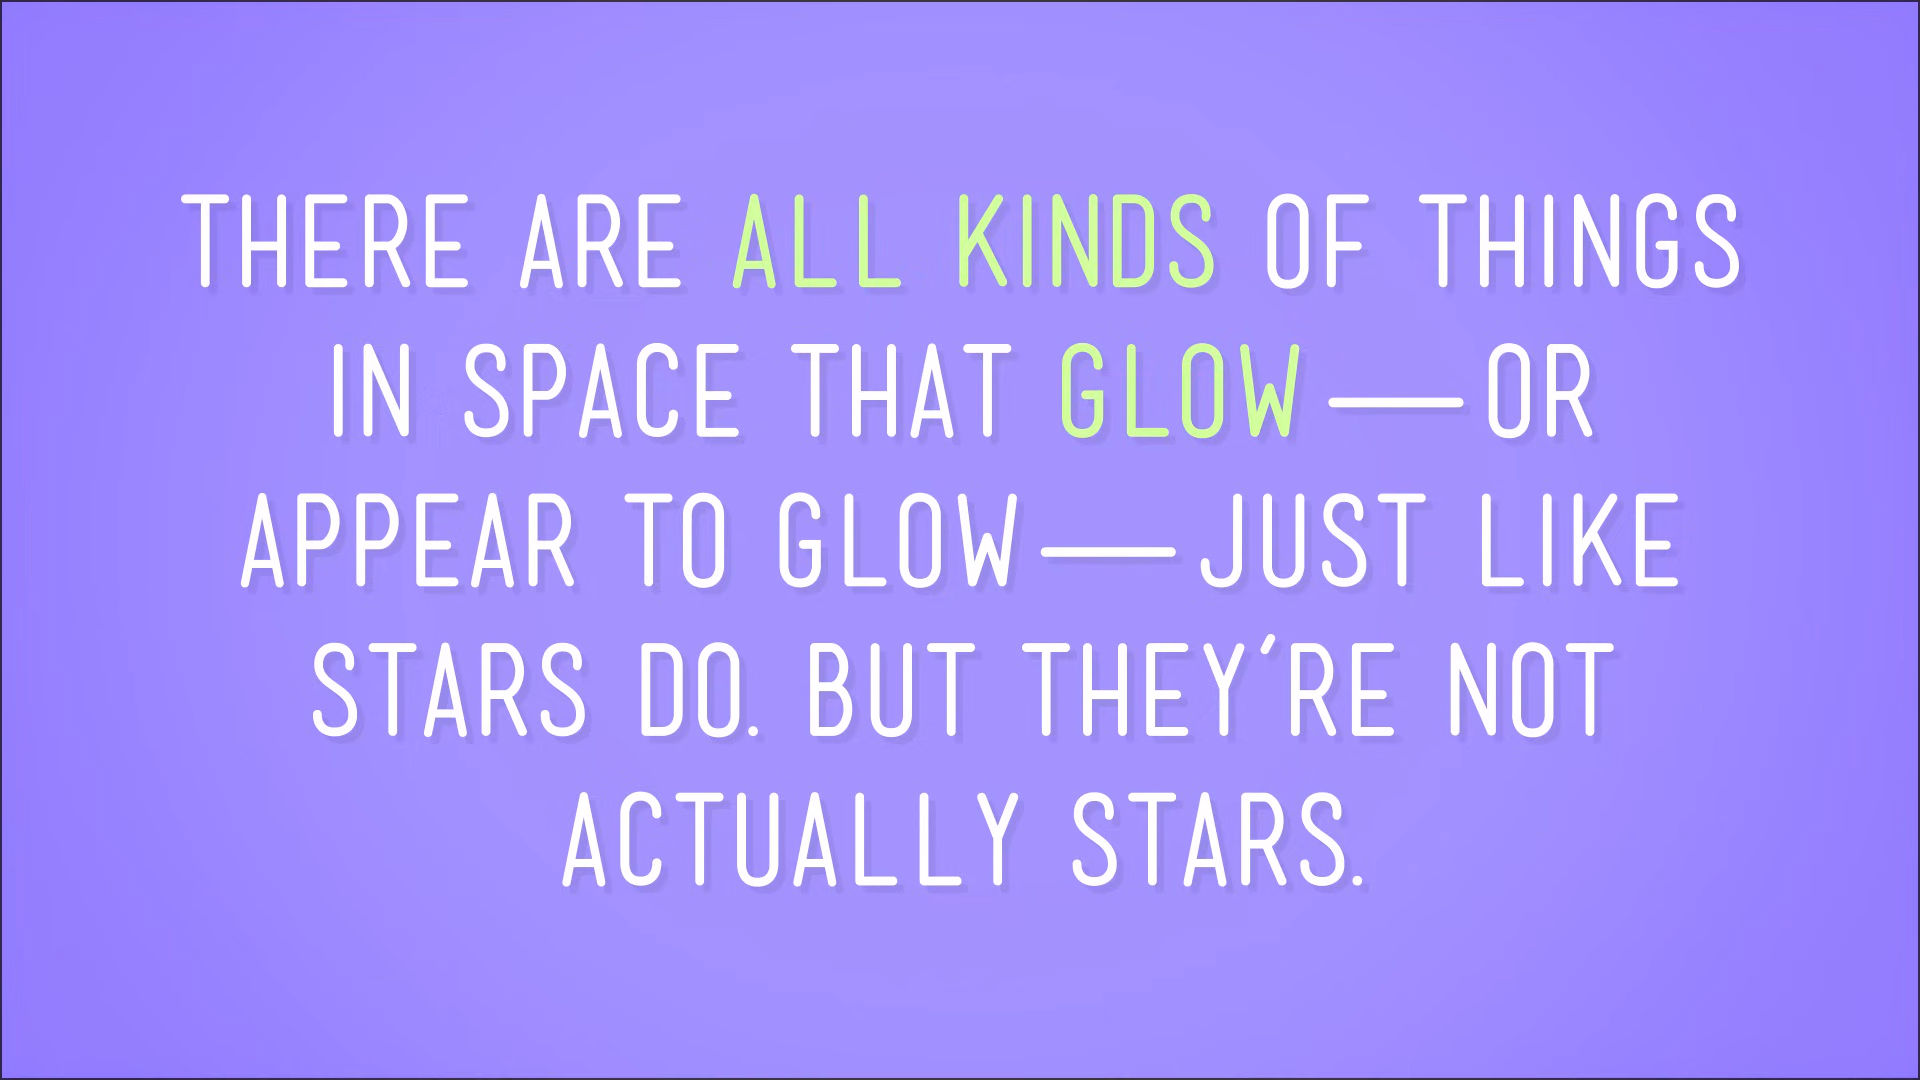 THERE ARE ALL KINDS OF THINGS
IN SPACE THAT GLOW—OR
APPEAR TO GLOW—JUST LIKE
STARS DO. BUT THEY'RE NOT
ACTUALLY STARS.